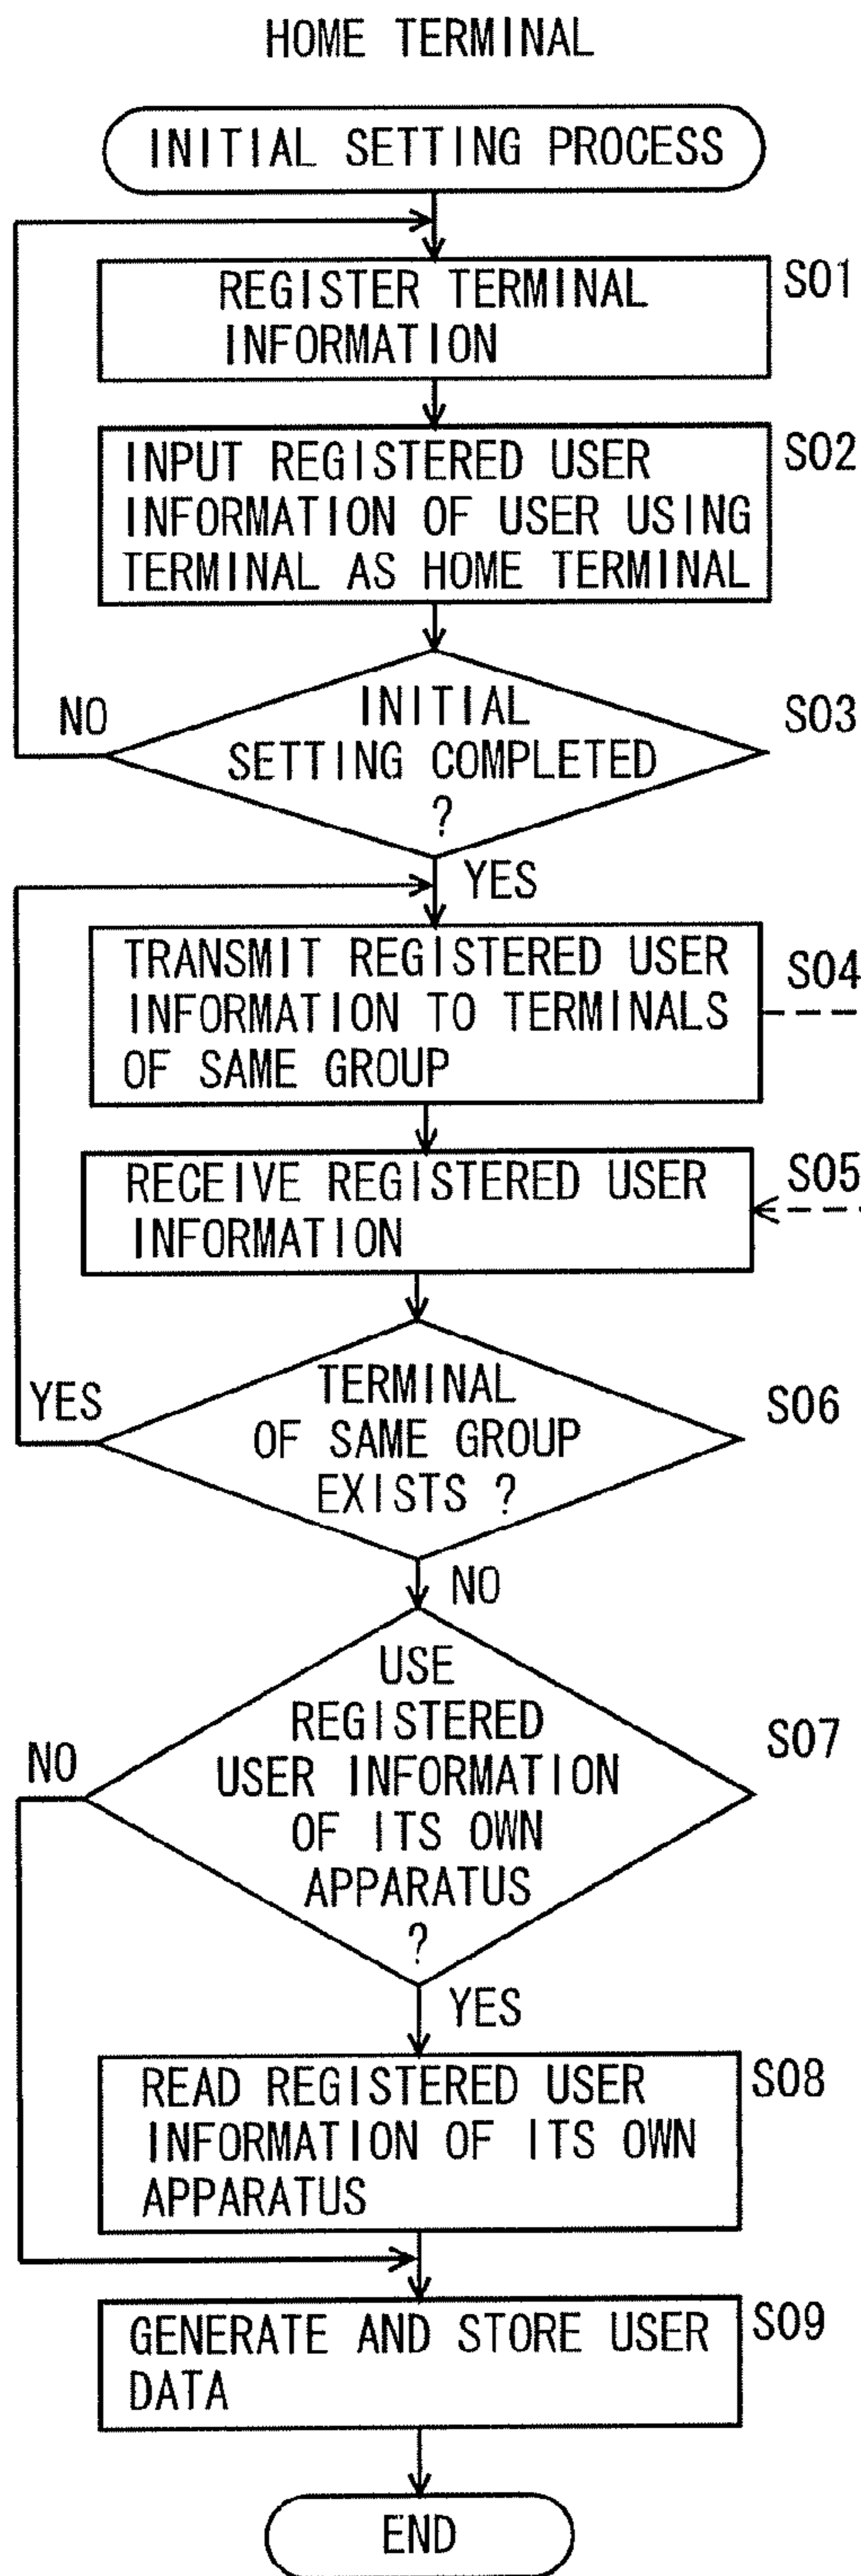 HOME TERMINAL
INITIAL SETTING PROCESS
REGISTER TERMINAL
INFORMATION
S01
INPUT REGISTERED USER
INFORMATION OF USER USING
TERMINAL AS HOME TERMINAL
S02
INITIAL
SETTING COMPLETED
?
S03
NO
YES
TRANSMIT REGISTERED USER
INFORMATION TO TERMINALS
OF SAME GROUP
S04
RECEIVE REGISTERED USER
INFORMATION
S05
TERMINAL
OF SAME GROUP
EXISTS ?
S06
YES
NO
USE
REGISTERED
USER INFORMATION
OF ITS OWN
APPARATUS
?
S07
NO
YES
READ REGISTERED USER
INFORMATION OF ITS OWN
APPARATUS
S08
GENERATE AND STORE USER
DATA
S09
END